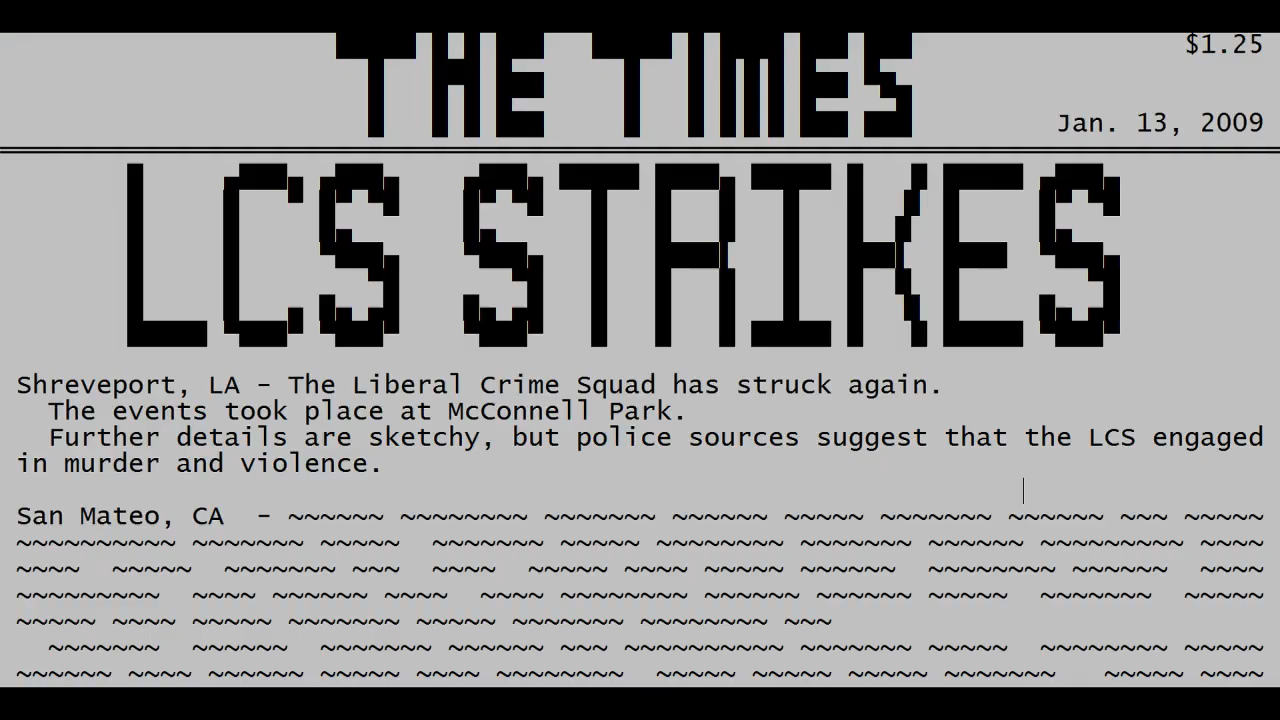 THE TIMES
$1.25
Jan. 13, 2009
LCS STRIKES
Shreveport, LA - The Liberal Crime Squad has struck again.
The events took place at McConnell Park.
Further details are sketchy, but police sources suggest that the LCS engaged
in murder and violence.
San Mateo, CA - ~~~~~~ ~~~~~~~~ ~~~~~~~ ~~~~~~ ~~~~~ ~~~~~~~ ~~~~~~ ~~~ ~~~~~
~~~~~~~~~~ ~~~~~~~ ~~~~~ ~~~~~~~ ~~~~~ ~~~~~~~~ ~~~~~~~ ~~~~~~ ~~~~~~~~~ ~~~~
~~~~ ~~~~~ ~~~~~~~ ~~~ ~~~~ ~~~~~ ~~~~ ~~~~~ ~~~~~~ ~~~~~~~~ ~~~~~~ ~~~~
~~~~~~~~~ ~~~~ ~~~~~~ ~~~~ ~~~~ ~~~~~~~~ ~~~~~~ ~~~~~~ ~~~~~ ~~~~~~~ ~~~~~
~~~~~ ~~~~ ~~~~~ ~~~~~~~ ~~~~~ ~~~~~~~ ~~~~~~~~ ~~~
~~~~~~~ ~~~~~~ ~~~~~~~ ~~~~~~ ~~~ ~~~~~~~ ~~~~~~ ~~~~~ ~~~~~~~~ ~~~~~
~~~~~~ ~~~~ ~~~~~~ ~~~~~ ~~~~ ~~~~~~~~ ~~~~~ ~~~~~ ~~~~~ ~~~~~~~ ~~~~~ ~~~~